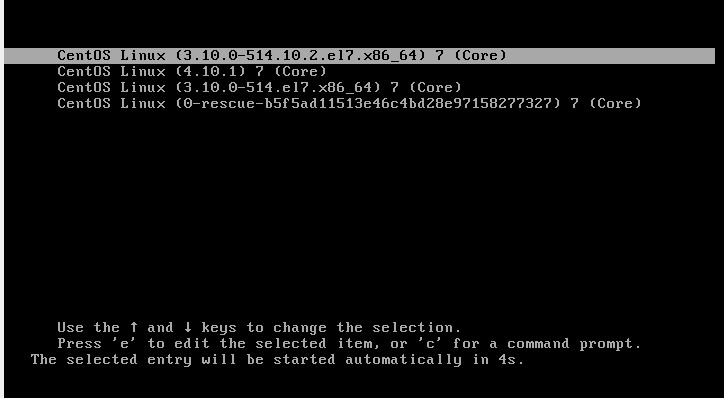 CentOS Linux (3.10.0-514.10.2.el7.x86_64) 7 (Core)
CentOS Linux (4.10.1) 7 (Core)
CentOS Linux (3.10.0-514.el7.x86_64) 7 (Core)
CentOS Linux (0-rescue-b5f5ad11513e46c4bd28e97158277327) 7 (Core)
Use the ↑ and ↓ keys to change the selection.
Press 'e' to edit the selected item, or 'c' for a command prompt.
The selected entry will be started automatically in 4s.